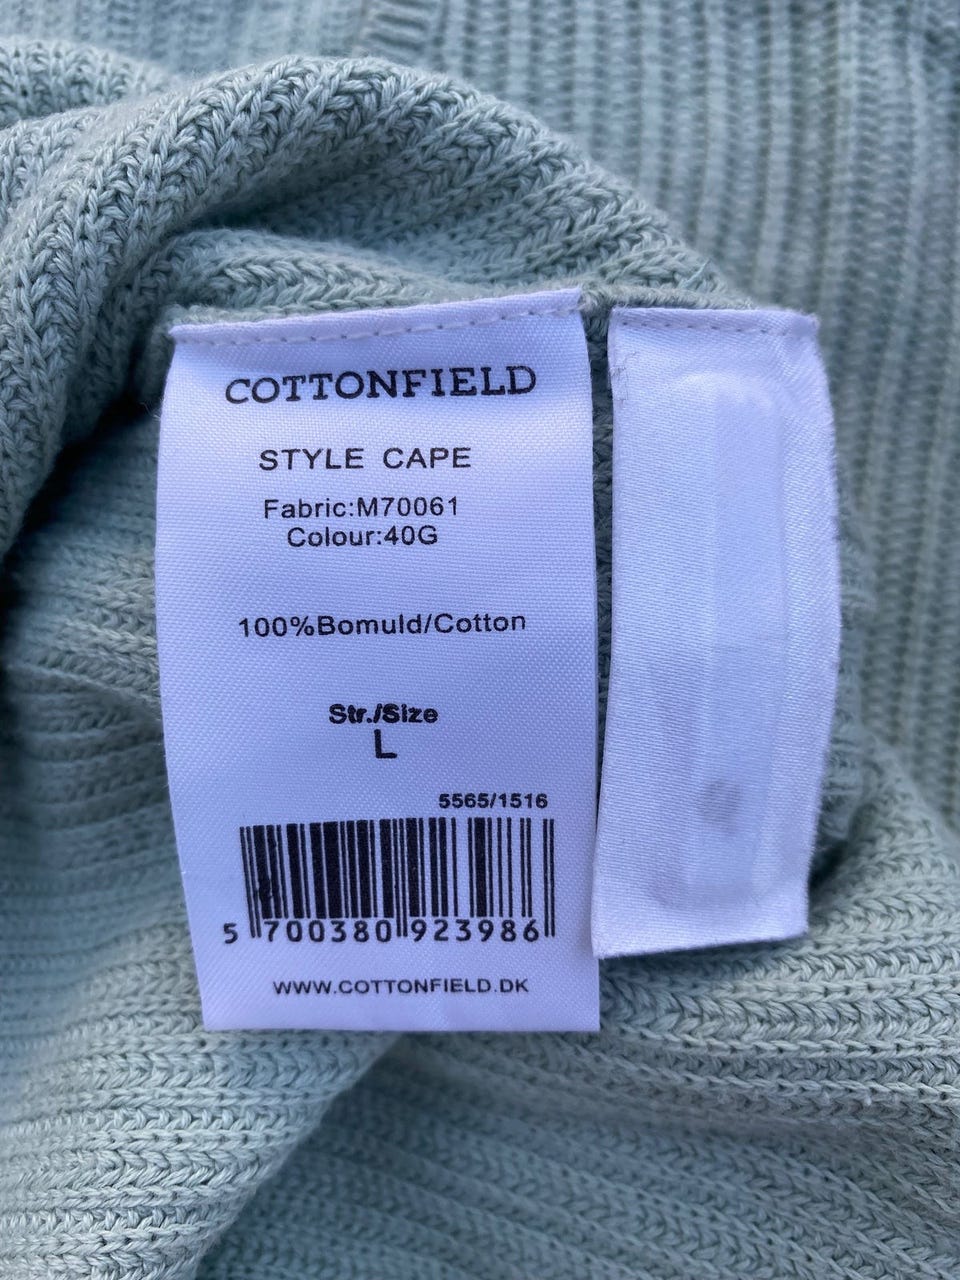 COTTONFIELD
STYLE CAPE
Fabric:M70061
Colour:40G
100%Bomuld/Cotton
Str./Size
L
5565/1516
5 700380 923986
WWW.COTTONFIELD.DK